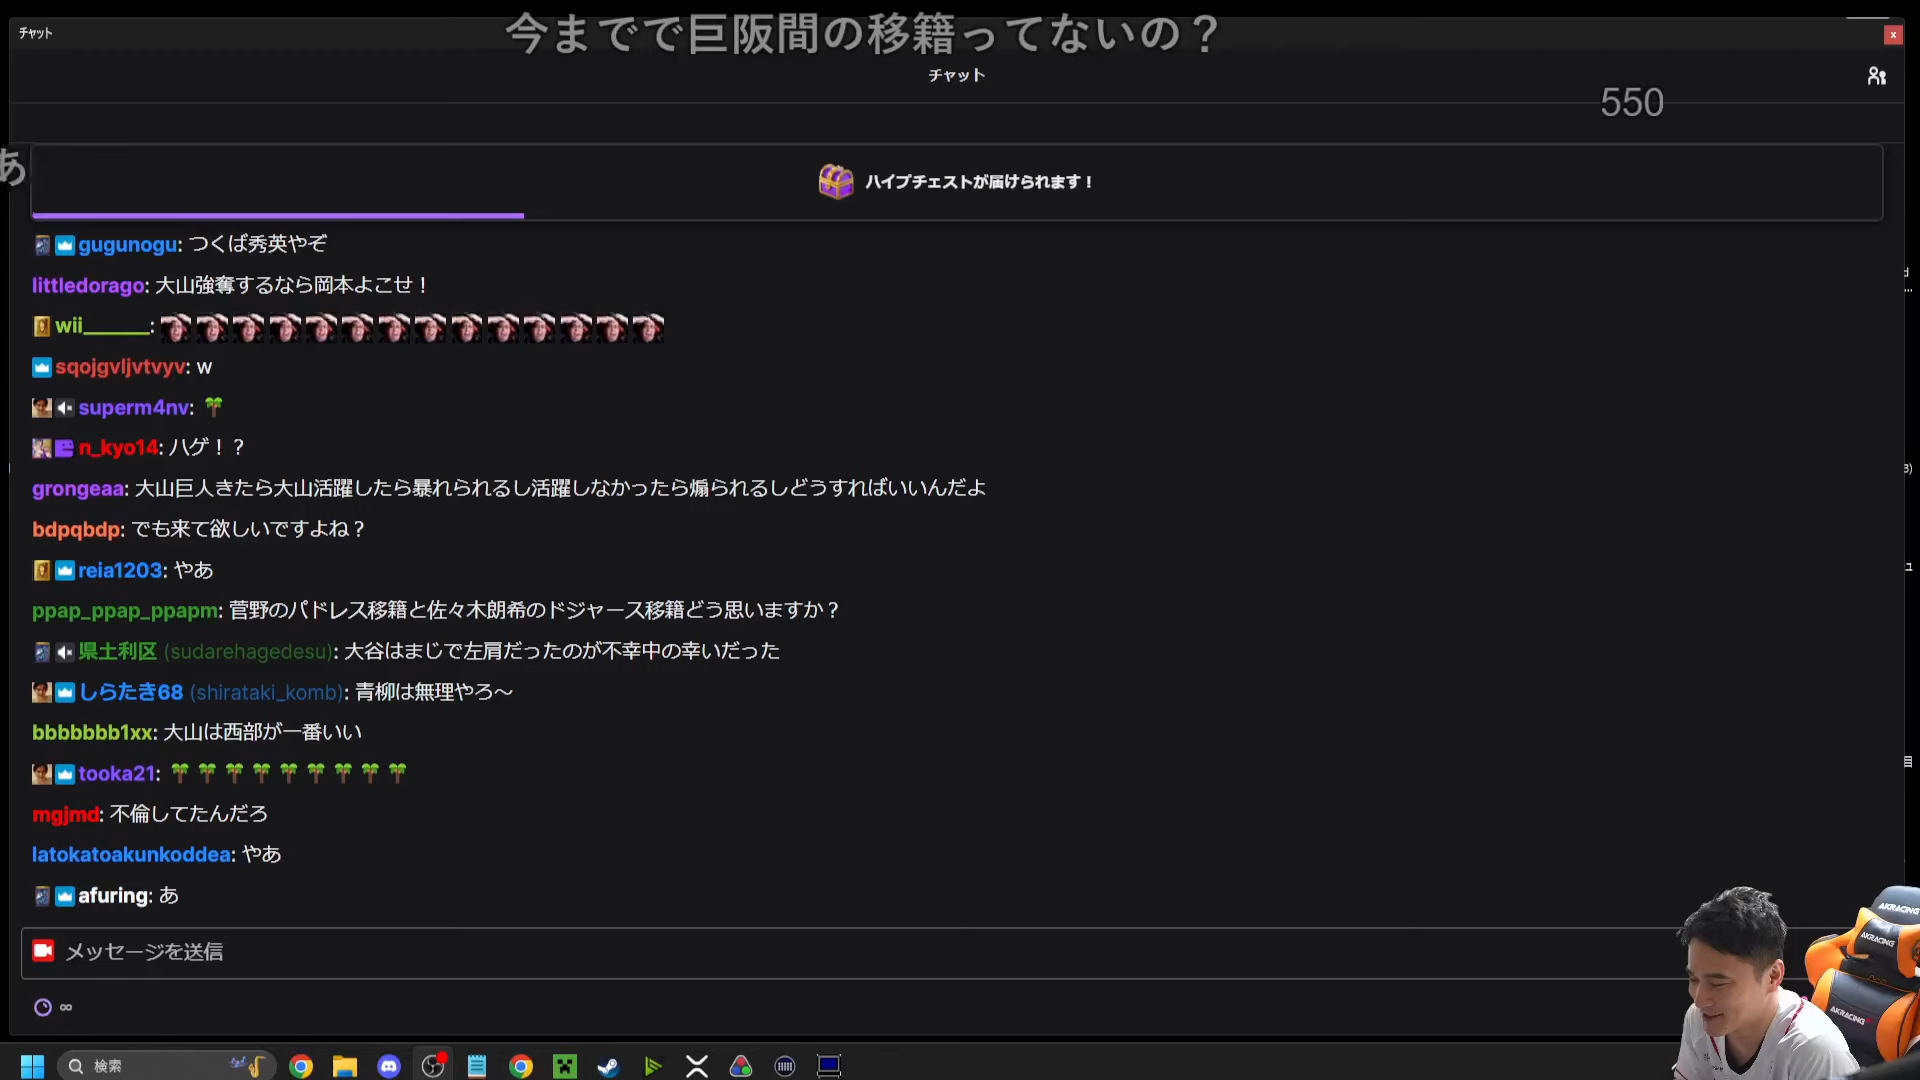 今までで巨阪間の移籍ってないの？
チャット
チャット
550
あ
ハイプチェストが届けられます！
gugunogu: つくば秀英やぞ
littledorago: 大山強奪するなら岡本よこせ！
wii______:
sqojgvljvtvyv: w
superm4nv: 🌴
n_kyo14: ハゲ！？
grongeaa: 大山巨人きたら大山活躍したら暴れられるし活躍しなかったら煽られるしどうすればいいんだよ
bdpqbdp: でも来て欲しいですよね？
reia1203: やあ
ppap_ppap_ppapm: 菅野のパドレス移籍と佐々木朗希のドジャース移籍どう思いますか？
県土利区 (sudarehagedesu): 大谷はまじで左肩だったのが不幸中の幸いだった
しらたき68 (shirataki_komb): 青柳は無理やろ〜
bbbbbbb1xx: 大山は西部が一番いい
tooka21: 🌴🌴🌴🌴🌴🌴🌴🌴🌴
mgjmd: 不倫してたんだろ
latokatoakunkoddea: やあ
afuring: あ
メッセージを送信
∞
検索
AKRACING
AKRACING
AKRACING